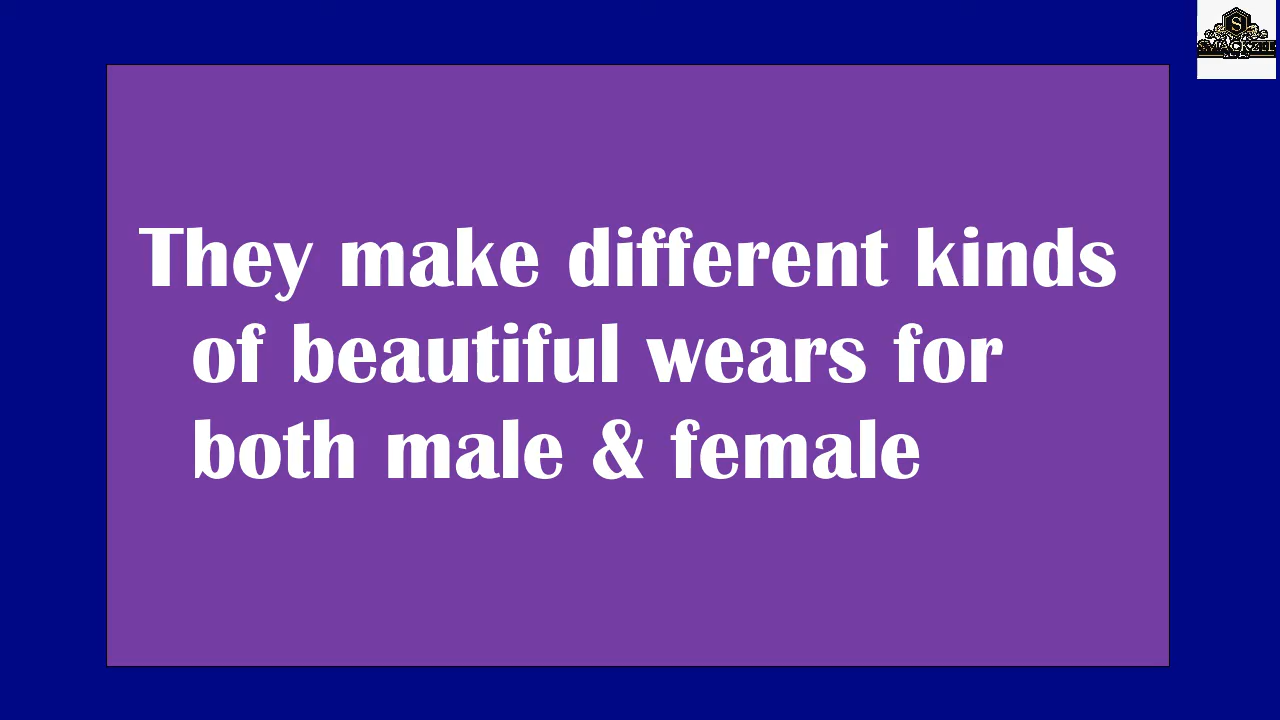 They make different kinds
of beautiful wears for
both male & female
S